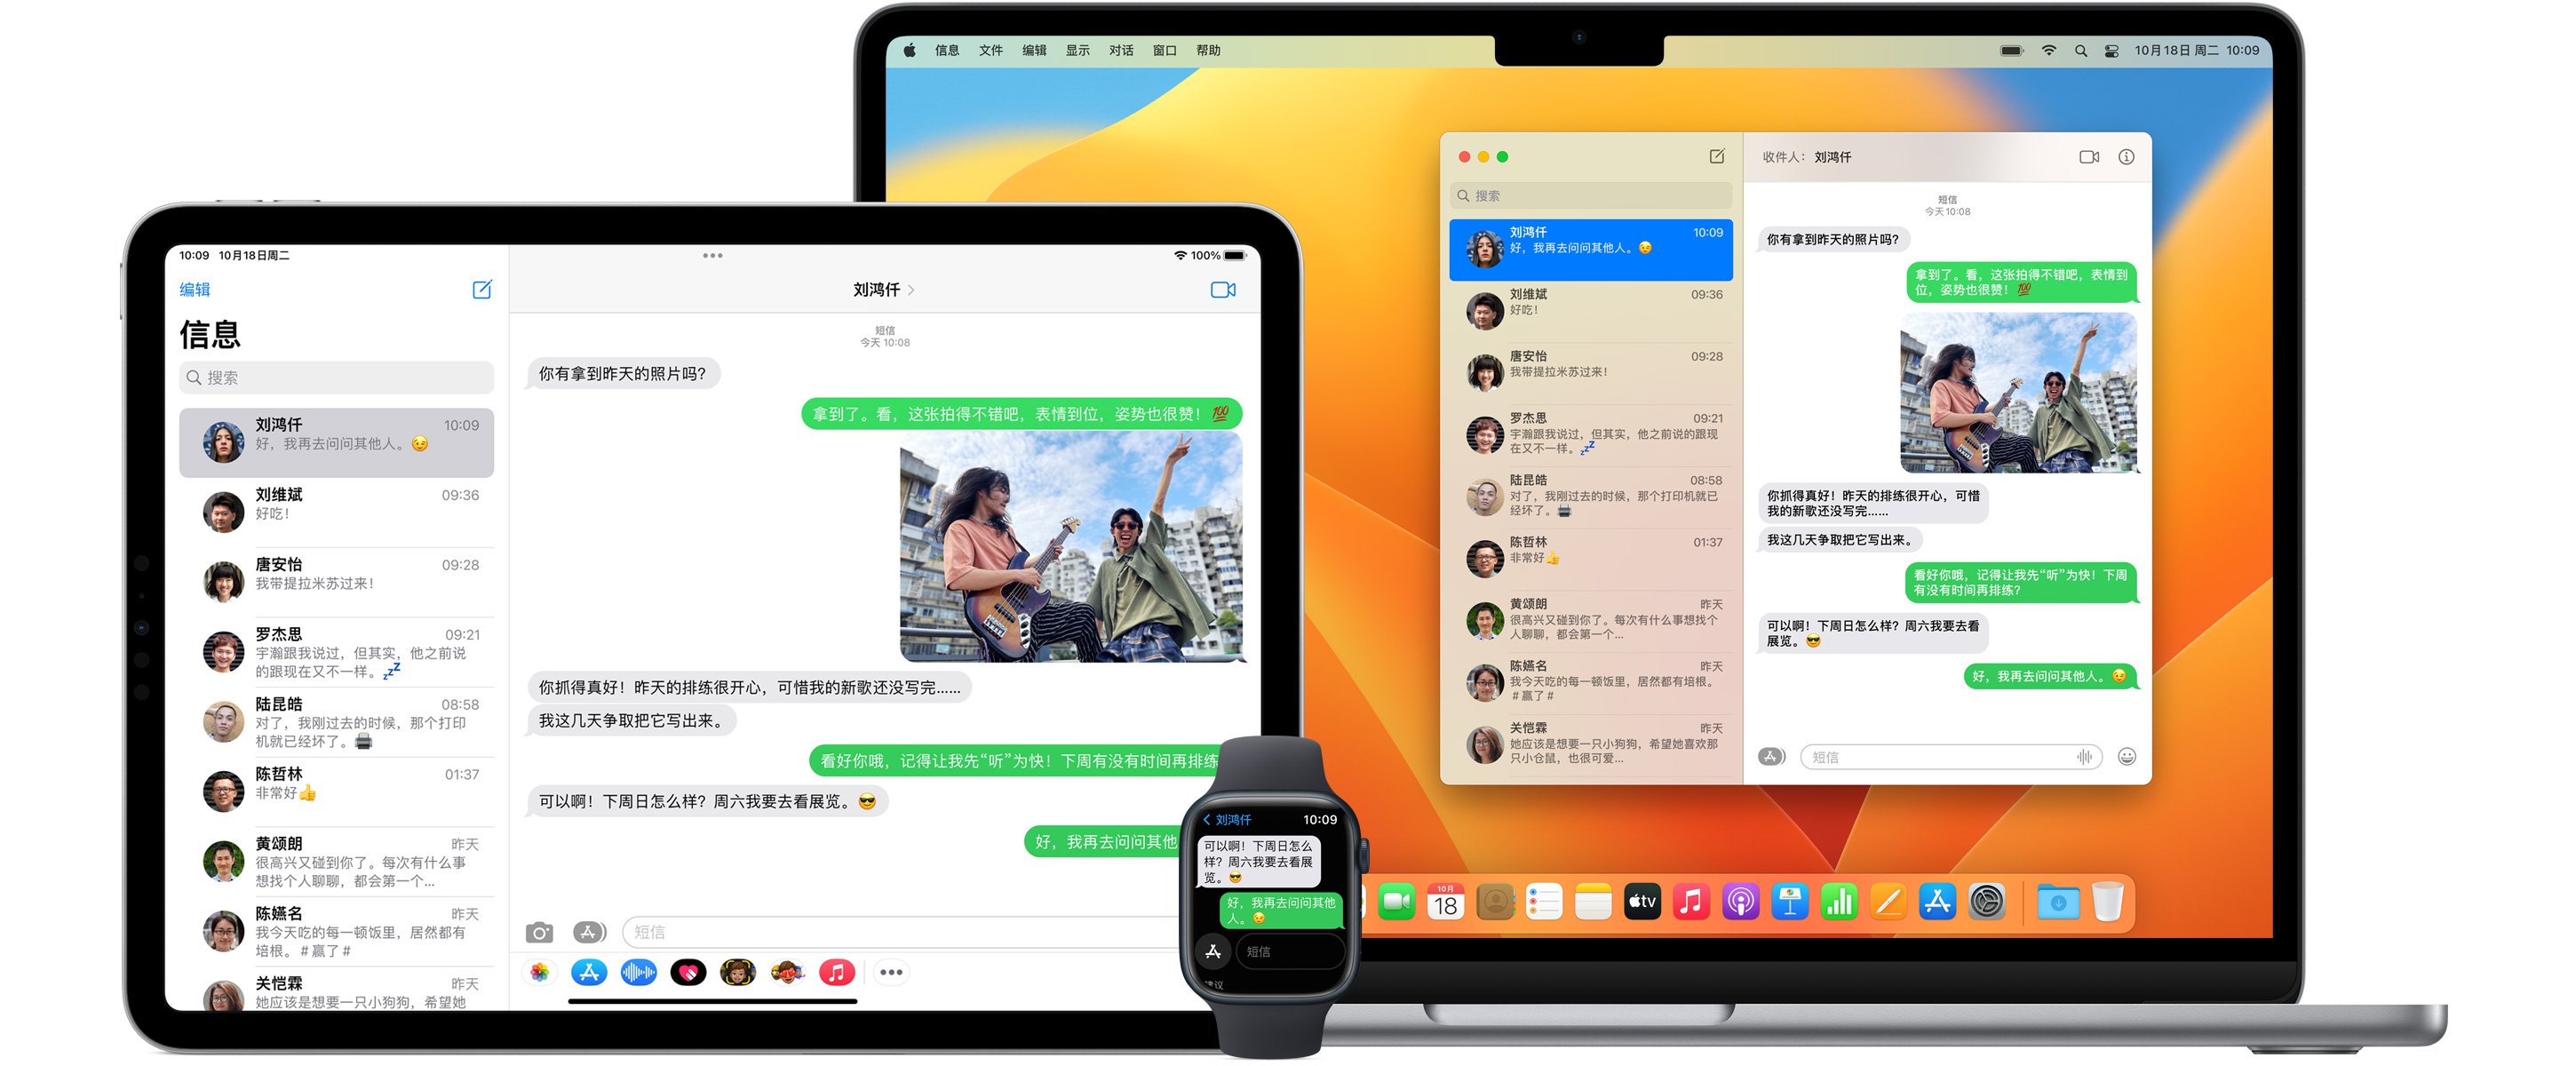 10:09 10月18日周二
100%
编辑
信息
搜索
刘鸿仟 10:09
好，我再去问问其他人。😉
刘维斌 09:36
好吃！
唐安怡 09:28
我带提拉米苏过来！
罗杰思 09:21
宇瀚跟我说过，但其实，他之前说
的跟现在又不一样。💤
陆昆皓 08:58
对了，我刚过去的时候，那个打印
机就已经坏了。🖨️
陈哲林 01:37
非常好👍
黄颂朗 昨天
很高兴又碰到你了。每次有什么事
想找个人聊聊，都会第一个...
陈嬿名 昨天
我今天吃的每一顿饭里，居然都有
培根。#赢了#
关恺霖 昨天
她应该是想要一只小狗狗，希望她
刘鸿仟
短信
今天 10:08
你有拿到昨天的照片吗？
拿到了。看，这张拍得不错吧，表情到位，姿势也很赞！💯
你抓得真好！昨天的排练很开心，可惜我的新歌还没写完……
我这几天争取把它写出来。
看好你哦，记得让我先“听”为快！下周有没有时间再排练
可以啊！下周日怎么样？周六我要去看展览。😎
好，我再去问问其他
短信
刘鸿仟 10:09
可以啊！下周日怎么
样？周六我要去看展
览。😎
好，我再去问问其他
人。😉
短信
信息 文件 编辑 显示 对话 窗口 帮助
10月18日 周二 10:09
搜索
刘鸿仟 10:09
好，我再去问问其他人。😉
刘维斌 09:36
好吃！
唐安怡 09:28
我带提拉米苏过来！
罗杰思 09:21
宇瀚跟我说过，但其实，他之前说的跟现
在又不一样。💤
陆昆皓 08:58
对了，我刚过去的时候，那个打印机就已
经坏了。🖨️
陈哲林 01:37
非常好👍
黄颂朗 昨天
很高兴又碰到你了。每次有什么事想找个
人聊聊，都会第一个...
陈嬿名 昨天
我今天吃的每一顿饭里，居然都有培根。
#赢了#
关恺霖 昨天
她应该是想要一只小狗狗，希望她喜欢那
只小仓鼠，也很可爱...
收件人：刘鸿仟
短信
今天 10:08
你有拿到昨天的照片吗？
拿到了。看，这张拍得不错吧，表情到
位，姿势也很赞！💯
你抓得真好！昨天的排练很开心，可惜
我的新歌还没写完……
我这几天争取把它写出来。
看好你哦，记得让我先“听”为快！下周
有没有时间再排练？
可以啊！下周日怎么样？周六我要去看
展览。😎
好，我再去问问其他人。😉
短信
10月
18
tv